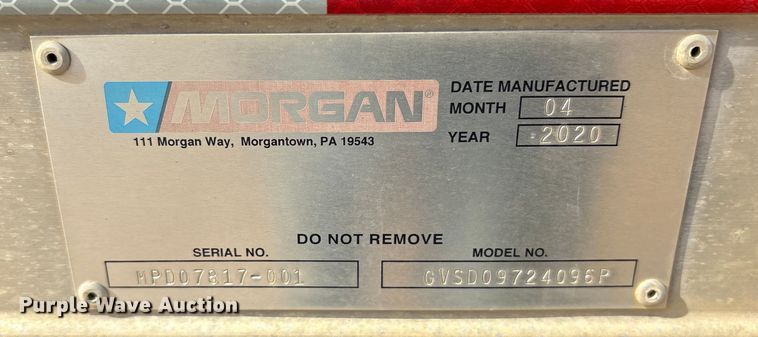 MORGAN®
111 Morgan Way, Morgantown, PA 19543
DATE MANUFACTURED
MONTH 04
YEAR 2020
DO NOT REMOVE
SERIAL NO. MODEL NO.
MPD07817-001 GVSD09724096P
Purple Wave Auction